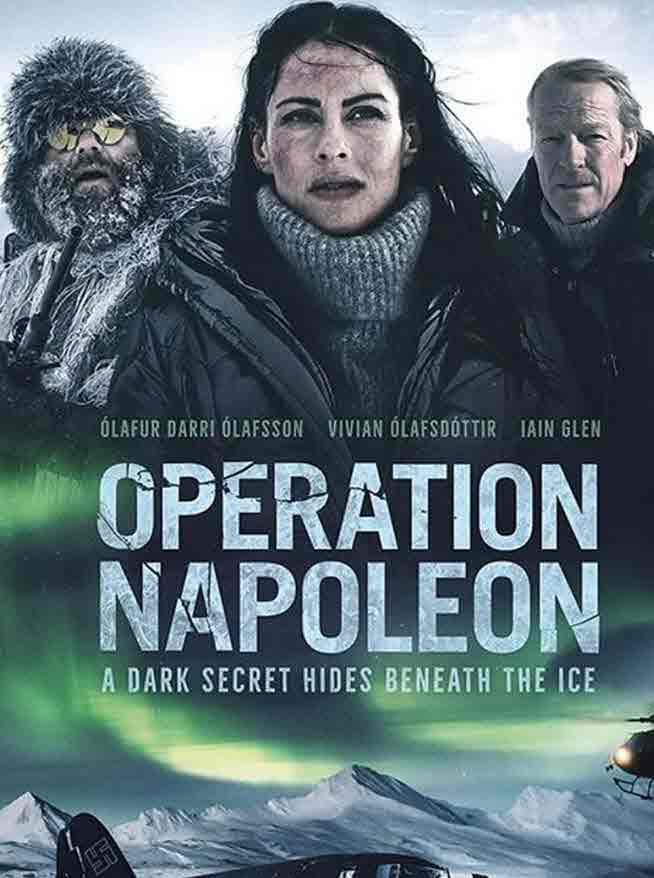 ÓLAFUR DARRI ÓLAFSSON VIVIAN ÓLAFSDÓTTIR IAIN GLEN
OPERATION
NAPOLEON
A DARK SECRET HIDES BENEATH THE ICE